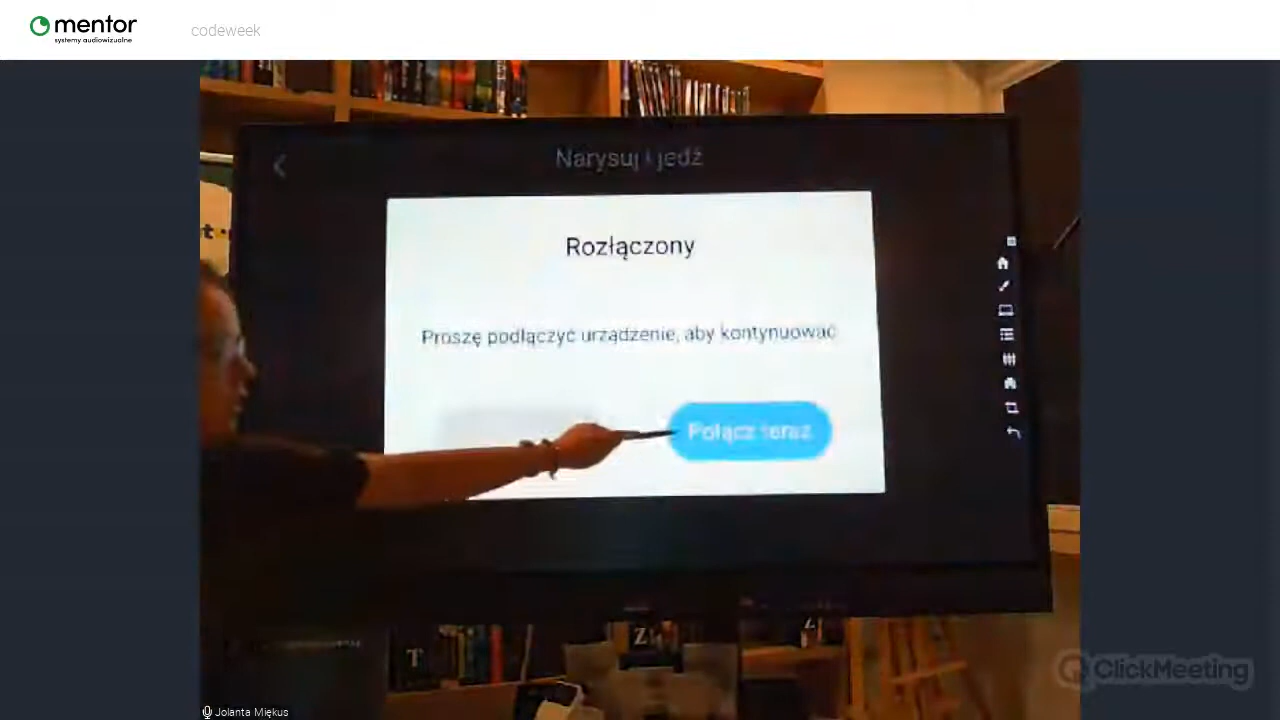 mentor
systemy audiowizualne
codeweek
Narysuj i jedź
Rozłączony
Proszę podłączyć urządzenie, aby kontynuować
Połącz teraz
T
Z
Jolanta Miękus
ClickMeeting